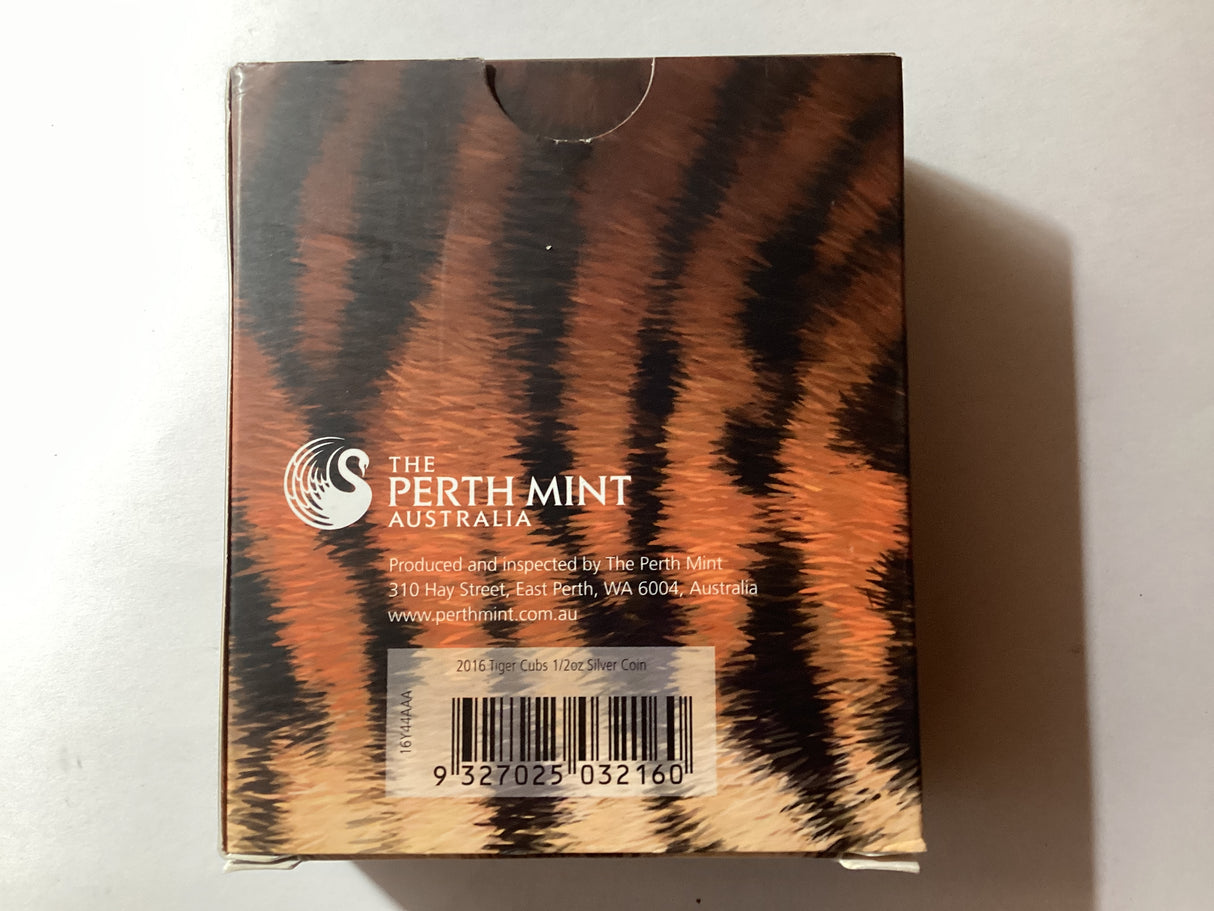 THE
PERTH MINT
AUSTRALIA
Produced and inspected by The Perth Mint
310 Hay Street, East Perth, WA 6004, Australia
www.perthmint.com.au
2016 Tiger Cubs 1/2oz Silver Coin
16Y44AAA
9 327025 032160